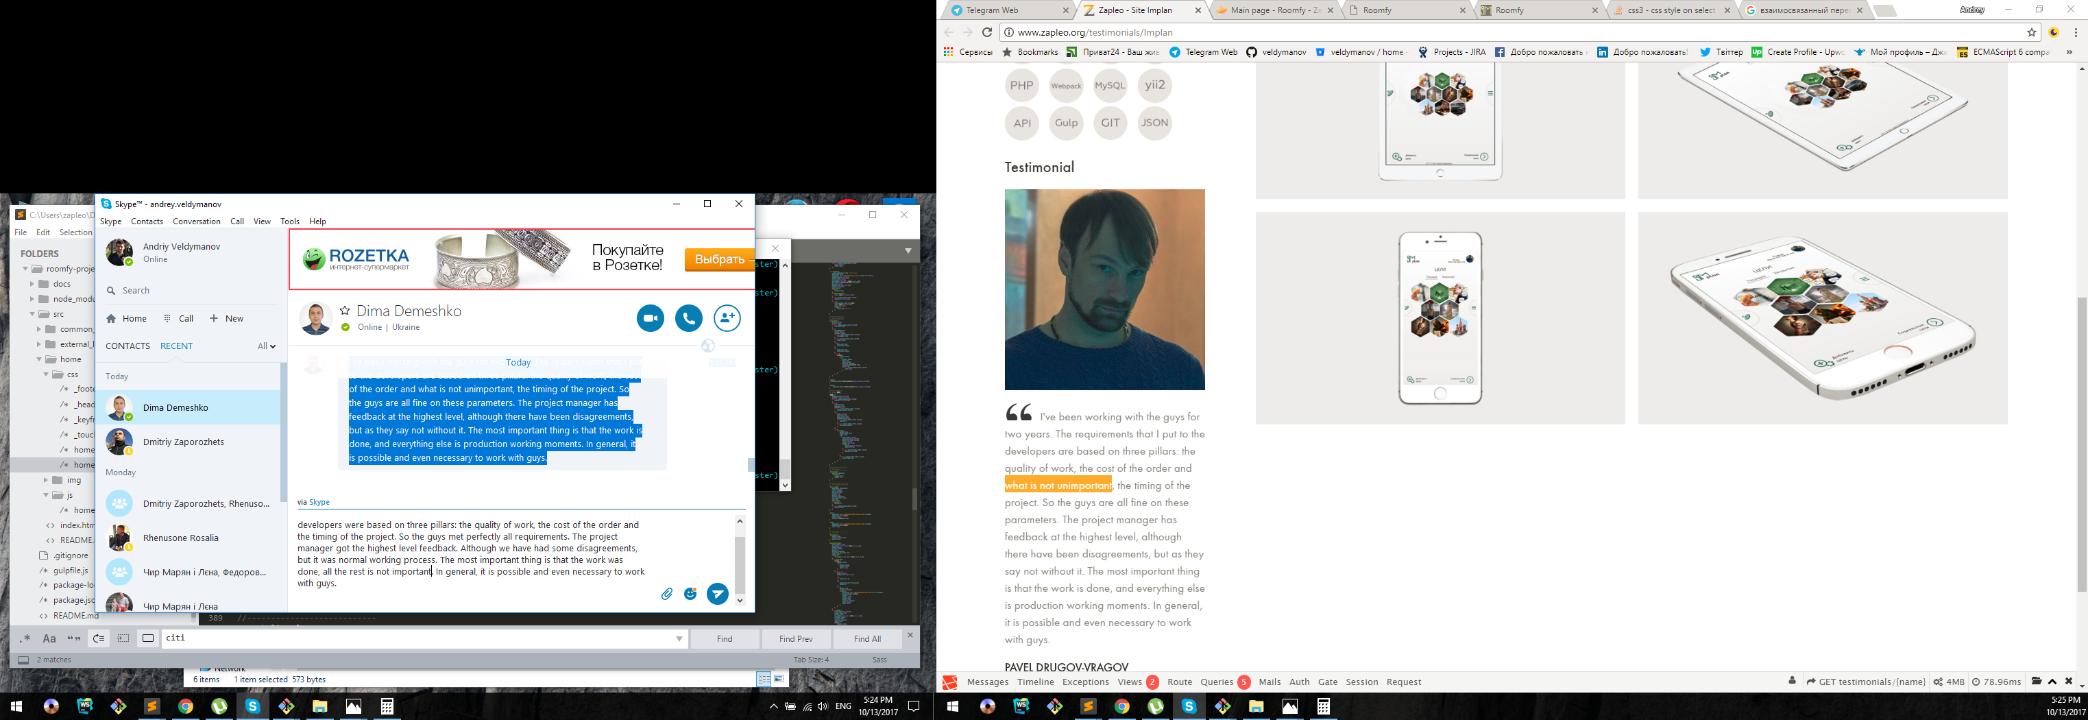 C:\Users\zapleo\D
File Edit Selection
FOLDERS
roomfy-proje
docs
node_modu
src
common_
external_l
home
css
_foote
_head
_keyfr
_touc
home
home
img
js
home
index.htm
README.
.gitignore
gulpfile.js
package-lo
package.jso
README.md
389 //----------------------------
.* Aa
citi
Find
Find Prev
Find All
2 matches
Tab Size: 4
Sass
Network
6 items 1 item selected 573 bytes
Skype™ - andrey.veldymanov
Skype Contacts Conversation Call View Tools Help
Andriy Veldymanov
Online
Search
Home Call New
CONTACTS RECENT All
Today
Dima Demeshko
Dmitriy Zaporozhets
Monday
Dmitriy Zaporozhets, Rhenuso...
Rhenusone Rosalia
Чир Марян і Лєна, Федоров...
Чир Марян і Лєна
ROZETKA
интернет-супермаркет
Покупайте
в Розетке!
Выбрать
Dima Demeshko
Online | Ukraine
Today
of the order and what is not unimportant, the timing of the project. So
the guys are all fine on these parameters. The project manager has
feedback at the highest level, although there have been disagreements,
but as they say not without it. The most important thing is that the work is
done, and everything else is production working moments. In general, it
is possible and even necessary to work with guys.
via Skype
developers were based on three pillars: the quality of work, the cost of the order and
the timing of the project. So the guys met perfectly all requirements. The project
manager got the highest level feedback. Although we have had some disagreements,
but it was normal working process. The most important thing is that the work was
done, all the rest is not important. In general, it is possible and even necessary to work
with guys.
ster)
ster)
ster)
ster)
ster)
ENG
5:24 PM
10/13/2017
Telegram Web
Zapleo - Site Implan
Main page - Roomfy - Z
Roomfy
Roomfy
css3 - css style on select
взаимосвязанный пере
Andrey
www.zapleo.org/testimonials/Implan
Сервисы Bookmarks Приват24 - Ваш жи Telegram Web veldymanov veldymanov / home Projects - JIRA Добро пожаловать Добро пожаловать! Твіттер Create Profile - Upwo Мой профиль – Джи ECMAScript 6 compa »
PHP Webpack MySQL yii2
API Gulp GIT JSON
Testimonial
“ I've been working with the guys for
two years. The requirements that I put to the
developers are based on three pillars: the
quality of work, the cost of the order and
what is not unimportant, the timing of the
project. So the guys are all fine on these
parameters. The project manager has
feedback at the highest level, although
there have been disagreements, but as they
say not without it. The most important thing
is that the work is done, and everything else
is production working moments. In general,
it is possible and even necessary to work
with guys.
PAVEL DRUGOV-VRAGOV
Messages Timeline Exceptions Views 2 Route Queries 5 Mails Auth Gate Session Request
GET testimonials/{name} 4MB 78.96ms
5:25 PM
10/13/2017